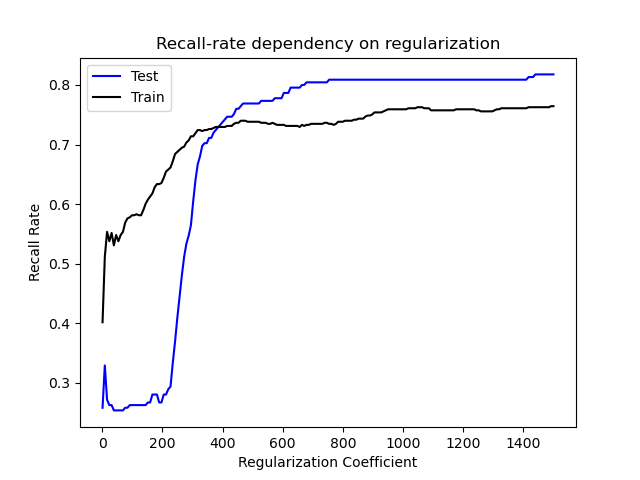 Recall-rate dependency on regularization
Test
Train
0.8
0.7
0.6
0.5
0.4
0.3
Recall Rate
0 200 400 600 800 1000 1200 1400
Regularization Coefficient